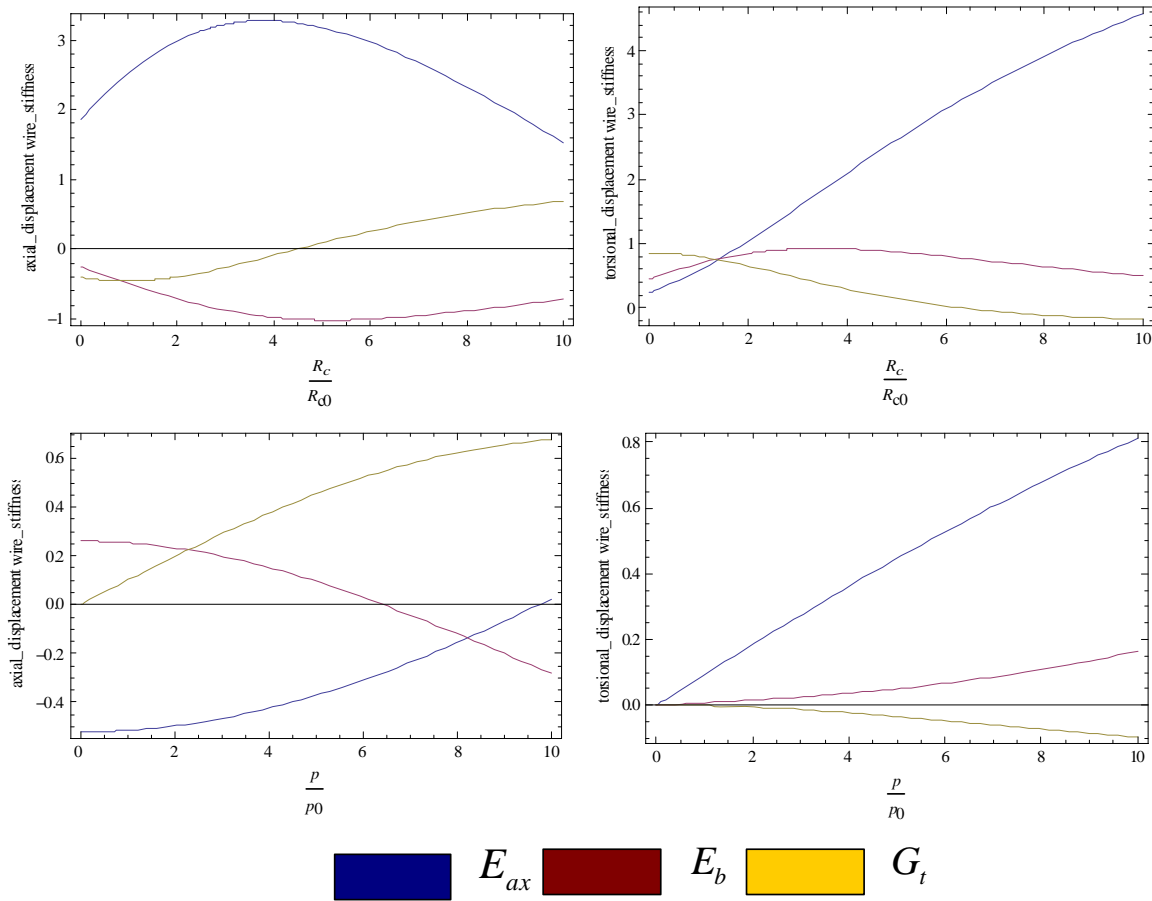 axial_displacement wire_stiffness
3
2
1
0
−1
0 2 4 6 8 10
R_c
R_c0
torsional_displacement wire_stiffness
4
3
2
1
0
0 2 4 6 8 10
R_c
R_c0
axial_displacement wire_stiffness
0.6
0.4
0.2
0.0
−0.2
−0.4
0 2 4 6 8 10
p
p0
torsional_displacement wire_stiffness
0.8
0.6
0.4
0.2
0.0
0 2 4 6 8 10
p
p0
E_ax E_b G_t